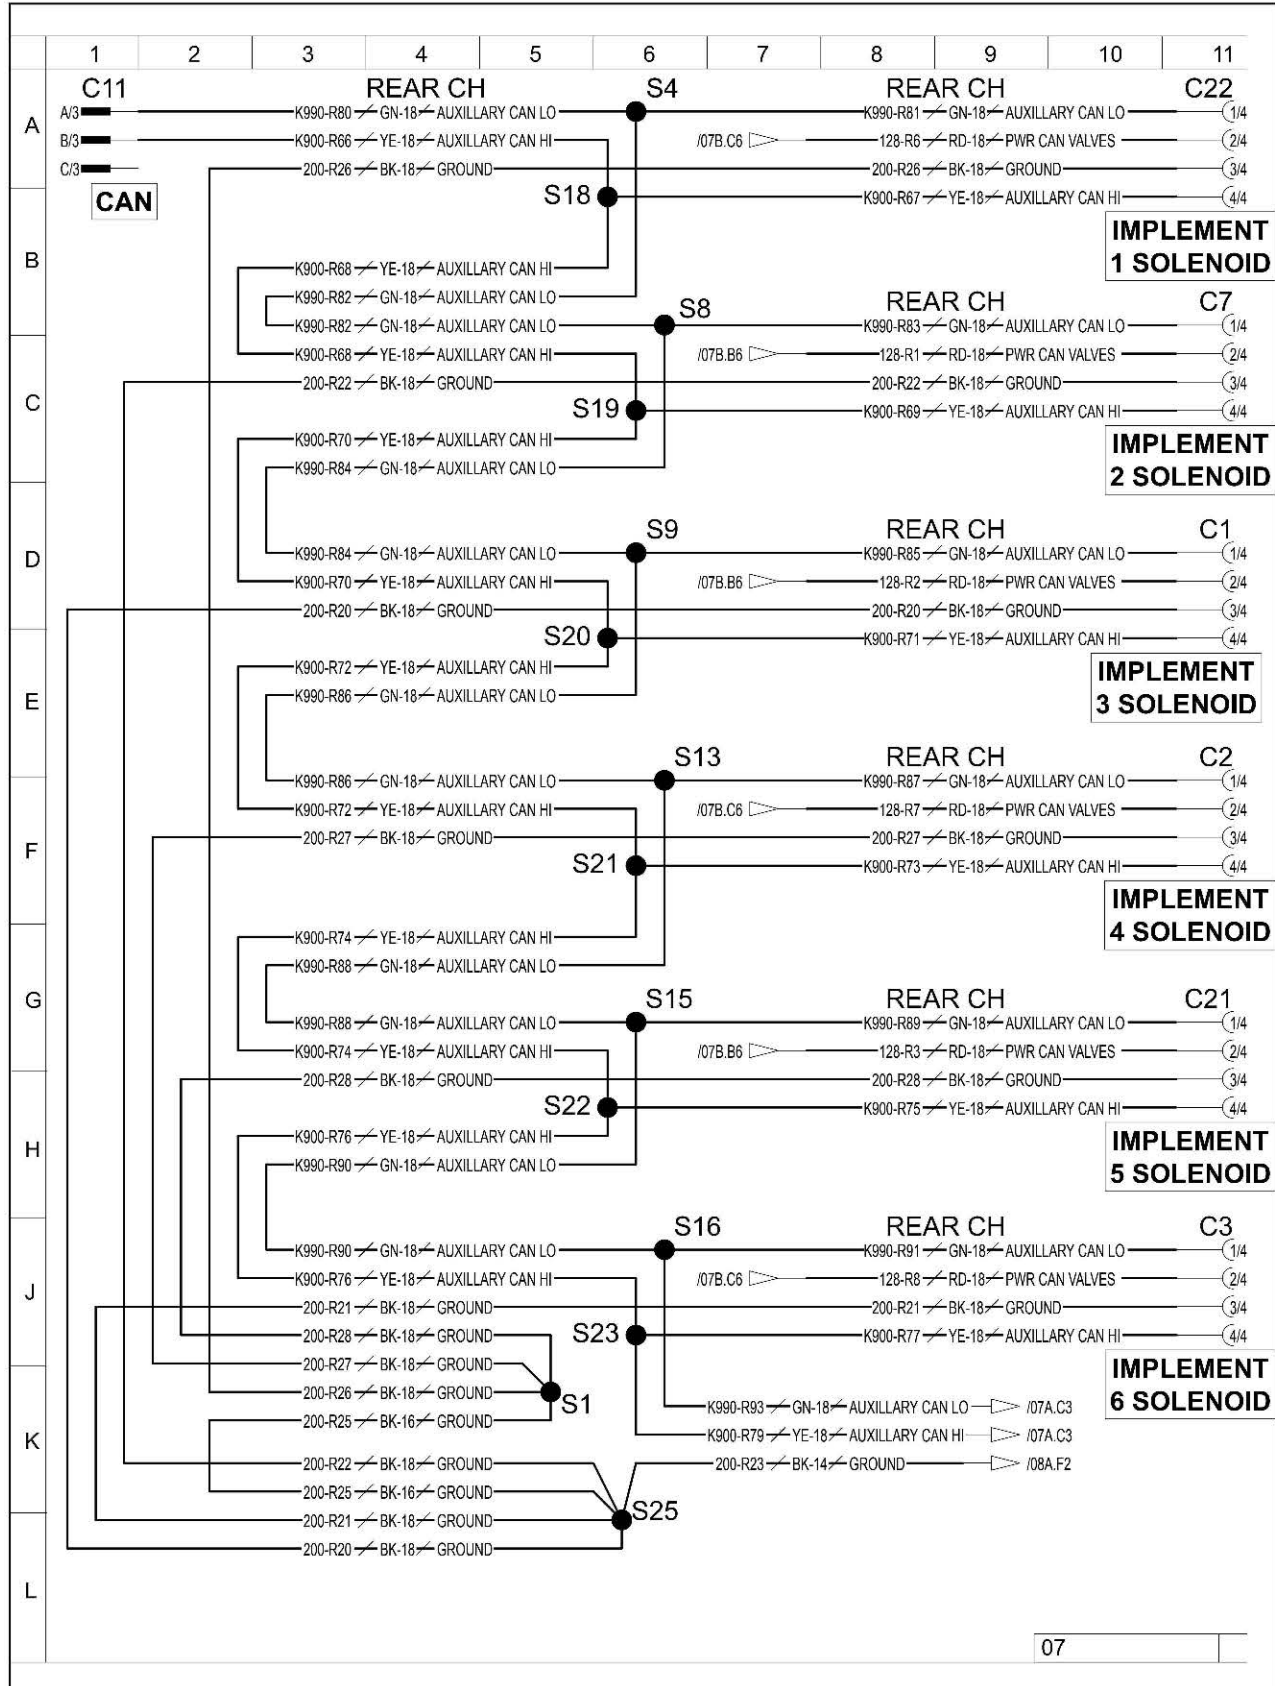 1 2 3 4 5 6 7 8 9 10 11
C11 REAR CH S4 REAR CH C22
A
A/3 K990-R80 GN-18 AUXILLARY CAN LO K990-R81 GN-18 AUXILLARY CAN LO 1/4
B/3 K900-R66 YE-18 AUXILLARY CAN HI /07B.C6 128-R6 RD-18 PWR CAN VALVES 2/4
C/3 200-R26 BK-18 GROUND 200-R26 BK-18 GROUND 3/4
CAN S18 K900-R67 YE-18 AUXILLARY CAN HI 4/4
IMPLEMENT
1 SOLENOID
B
K900-R68 YE-18 AUXILLARY CAN HI
K990-R82 GN-18 AUXILLARY CAN LO
S8 REAR CH C7
K990-R82 GN-18 AUXILLARY CAN LO K990-R83 GN-18 AUXILLARY CAN LO 1/4
K900-R68 YE-18 AUXILLARY CAN HI /07B.B6 128-R1 RD-18 PWR CAN VALVES 2/4
200-R22 BK-18 GROUND 200-R22 BK-18 GROUND 3/4
C
S19 K900-R69 YE-18 AUXILLARY CAN HI 4/4
K900-R70 YE-18 AUXILLARY CAN HI
IMPLEMENT
2 SOLENOID
K990-R84 GN-18 AUXILLARY CAN LO
S9 REAR CH C1
D
K990-R84 GN-18 AUXILLARY CAN LO K990-R85 GN-18 AUXILLARY CAN LO 1/4
K900-R70 YE-18 AUXILLARY CAN HI /07B.B6 128-R2 RD-18 PWR CAN VALVES 2/4
200-R20 BK-18 GROUND 200-R20 BK-18 GROUND 3/4
S20 K900-R71 YE-18 AUXILLARY CAN HI 4/4
K900-R72 YE-18 AUXILLARY CAN HI
IMPLEMENT
3 SOLENOID
E
K990-R86 GN-18 AUXILLARY CAN LO
S13 REAR CH C2
K990-R86 GN-18 AUXILLARY CAN LO K990-R87 GN-18 AUXILLARY CAN LO 1/4
K900-R72 YE-18 AUXILLARY CAN HI /07B.C6 128-R7 RD-18 PWR CAN VALVES 2/4
200-R27 BK-18 GROUND 200-R27 BK-18 GROUND 3/4
F
S21 K900-R73 YE-18 AUXILLARY CAN HI 4/4
IMPLEMENT
4 SOLENOID
K900-R74 YE-18 AUXILLARY CAN HI
K990-R88 GN-18 AUXILLARY CAN LO
G
S15 REAR CH C21
K990-R88 GN-18 AUXILLARY CAN LO K990-R89 GN-18 AUXILLARY CAN LO 1/4
K900-R74 YE-18 AUXILLARY CAN HI /07B.B6 128-R3 RD-18 PWR CAN VALVES 2/4
200-R28 BK-18 GROUND 200-R28 BK-18 GROUND 3/4
S22 K900-R75 YE-18 AUXILLARY CAN HI 4/4
K900-R76 YE-18 AUXILLARY CAN HI
IMPLEMENT
5 SOLENOID
H
K990-R90 GN-18 AUXILLARY CAN LO
S16 REAR CH C3
K990-R90 GN-18 AUXILLARY CAN LO K990-R91 GN-18 AUXILLARY CAN LO 1/4
K900-R76 YE-18 AUXILLARY CAN HI /07B.C6 128-R8 RD-18 PWR CAN VALVES 2/4
J
200-R21 BK-18 GROUND 200-R21 BK-18 GROUND 3/4
200-R28 BK-18 GROUND S23 K900-R77 YE-18 AUXILLARY CAN HI 4/4
IMPLEMENT
6 SOLENOID
200-R27 BK-18 GROUND
200-R26 BK-18 GROUND S1
K990-R93 GN-18 AUXILLARY CAN LO /07A.C3
200-R25 BK-16 GROUND
K
K900-R79 YE-18 AUXILLARY CAN HI /07A.C3
200-R22 BK-18 GROUND 200-R23 BK-14 GROUND /08A.F2
200-R25 BK-16 GROUND
200-R21 BK-18 GROUND S25
200-R20 BK-18 GROUND
L
07